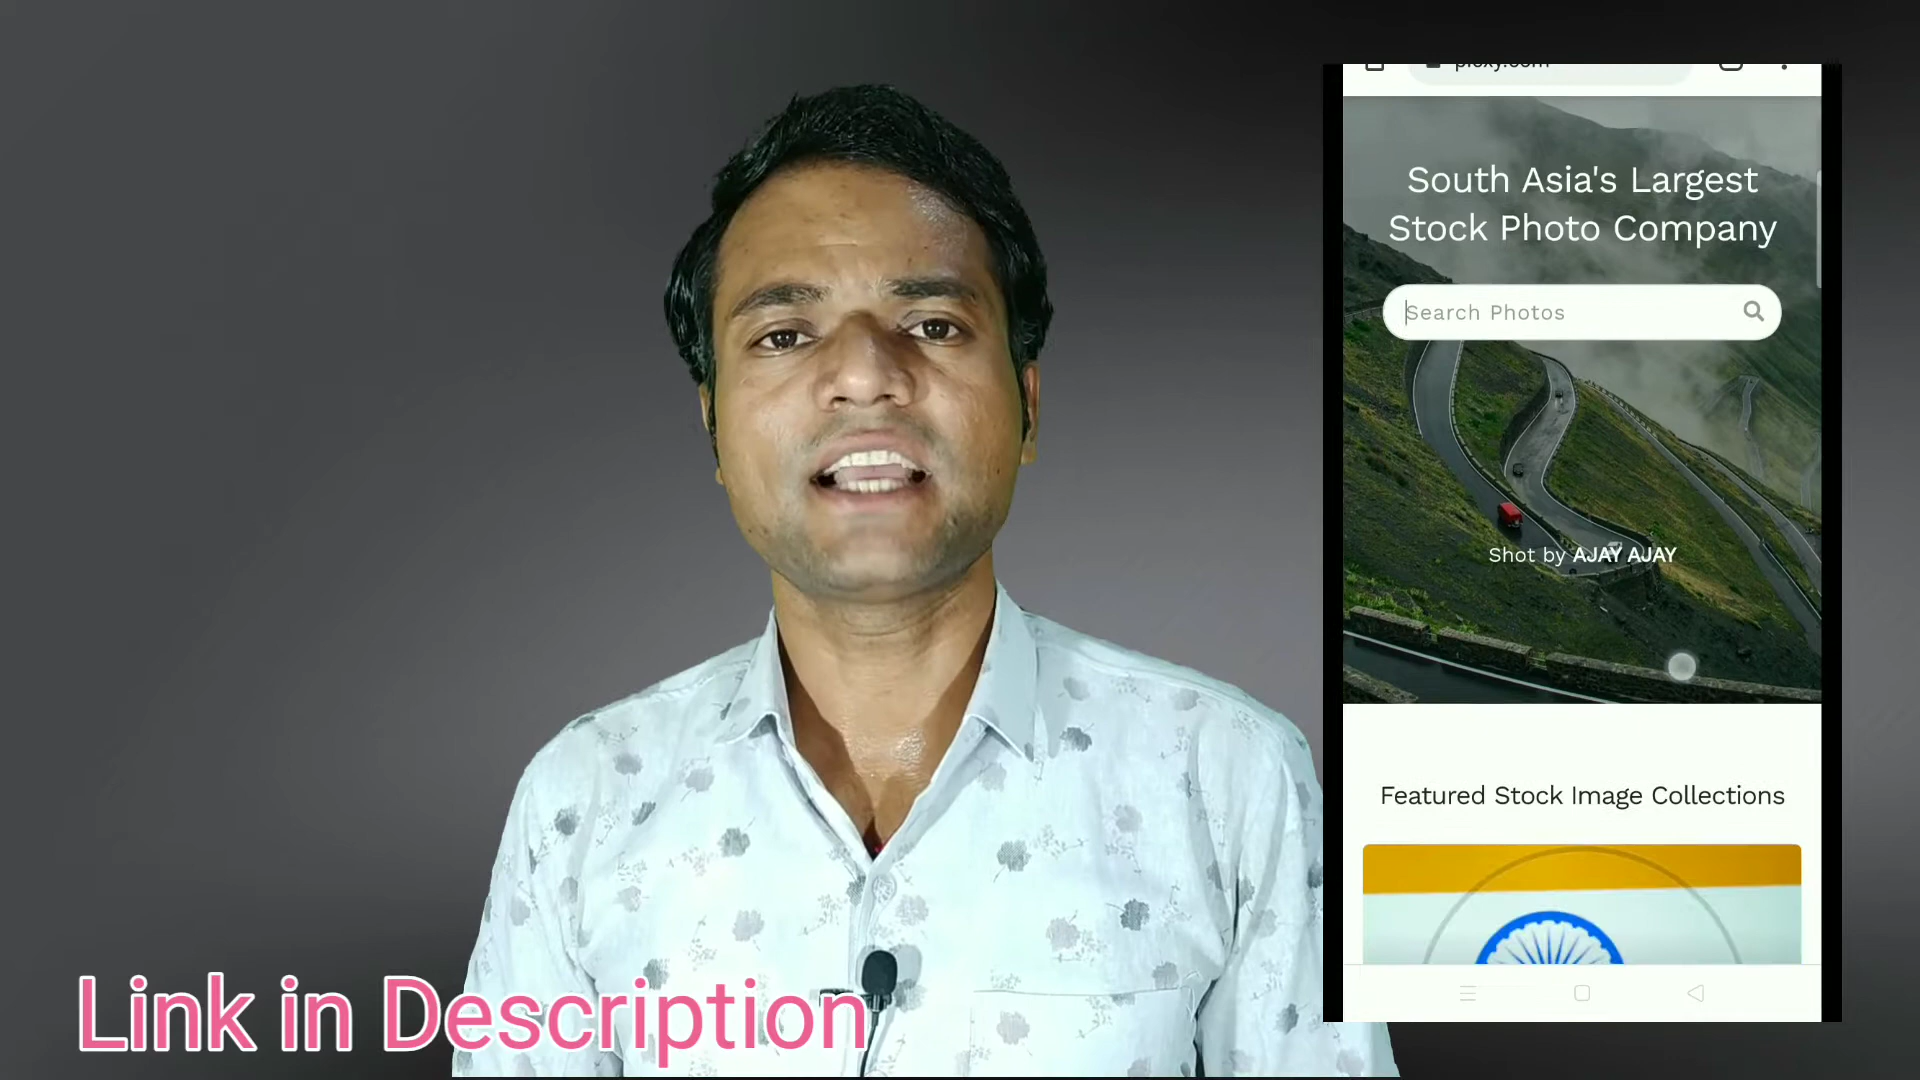 South Asia's Largest
Stock Photo Company
Search Photos
Shot by AJAY AJAY
Featured Stock Image Collections
Link in Description